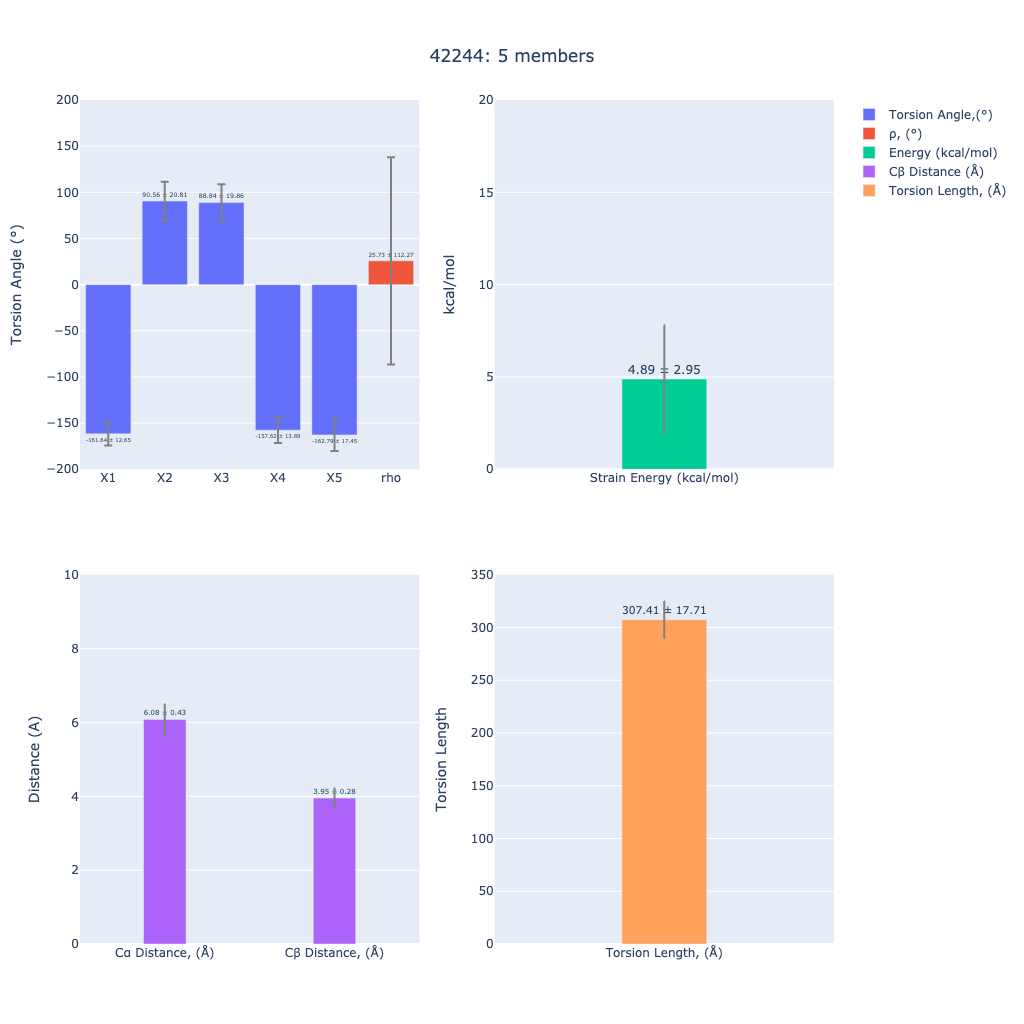 42244: 5 members
Torsion Angle (°)
200
150
100
50
0
−50
−100
−150
−200
-161.64 ± 12.65
90.56 ± 20.81
88.84 ± 19.86
-157.62 ± 13.89
-162.79 ± 17.45
25.73 ± 112.27
X1 X2 X3 X4 X5 rho
kcal/mol
20
15
10
5
0
4.89 ± 2.95
Strain Energy (kcal/mol)
Torsion Angle,(°)
ρ, (°)
Energy (kcal/mol)
Cβ Distance (Å)
Torsion Length, (Å)
Distance (A)
10
8
6
4
2
0
6.08 ± 0.43
3.95 ± 0.28
Cα Distance, (Å) Cβ Distance, (Å)
Torsion Length
350
300
250
200
150
100
50
0
307.41 ± 17.71
Torsion Length, (Å)